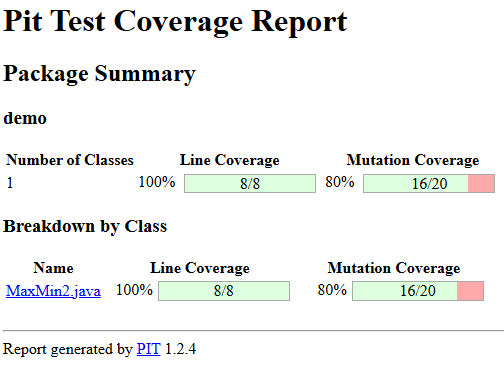 Pit Test Coverage Report
Package Summary
demo
Number of Classes Line Coverage Mutation Coverage
1 100% 8/8 80% 16/20
Breakdown by Class
Name Line Coverage Mutation Coverage
MaxMin2.java 100% 8/8 80% 16/20
Report generated by PIT 1.2.4